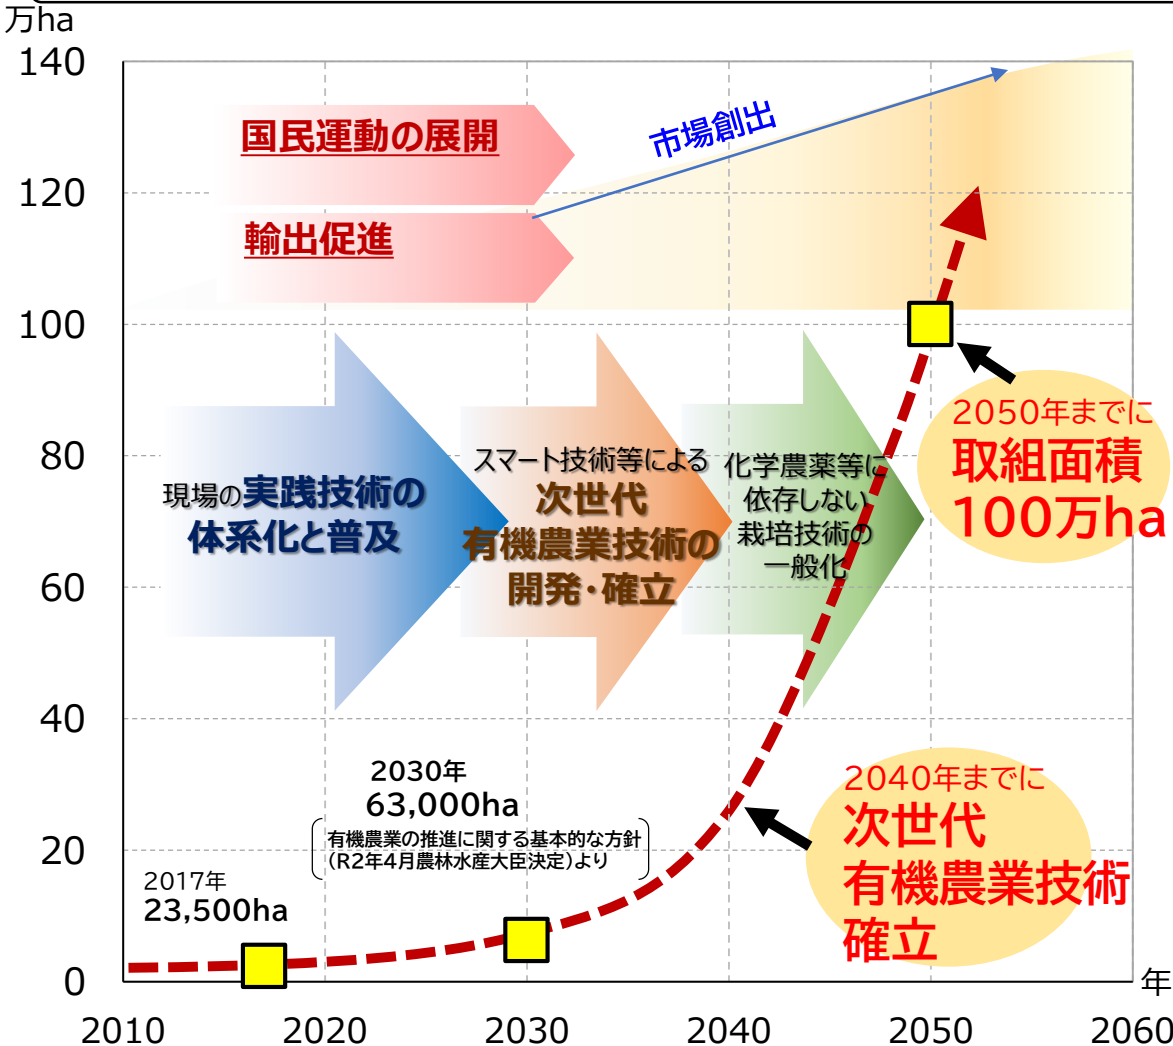 万ha
140
120
100
80
60
40
20
0
国民運動の展開
輸出促進
市場創出
現場の実践技術の
体系化と普及
スマート技術等による
次世代
有機農業技術の
開発・確立
化学農薬等に
依存しない
栽培技術の
一般化
2050年までに
取組面積
100万ha
2040年までに
次世代
有機農業技術
確立
2030年
63,000ha
有機農業の推進に関する基本的な方針
（R2年4月農林水産大臣決定）より
2017年
23,500ha
年
2010 2020 2030 2040 2050 2060